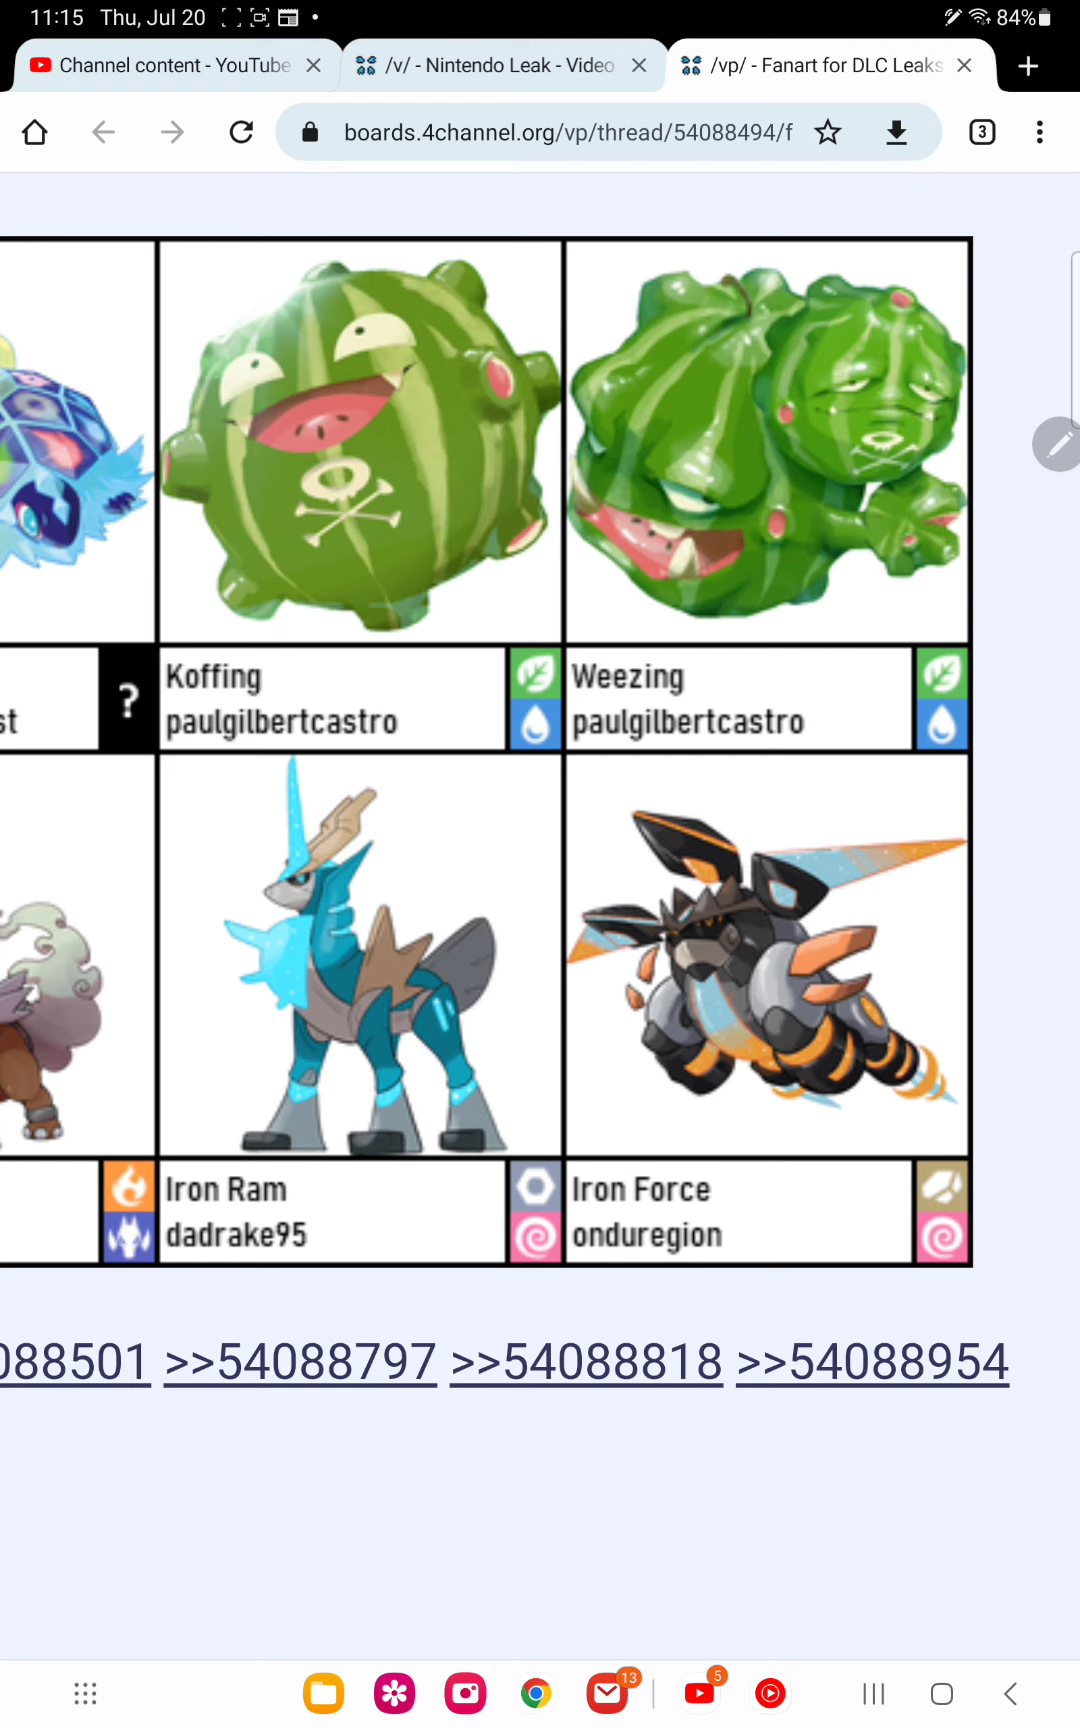 11:15 Thu, Jul 20 84%
Channel content - YouTube
/v/ - Nintendo Leak - Video
/vp/ - Fanart for DLC Leaks
boards.4channel.org/vp/thread/54088494/f
3
st
?
Koffing
paulgilbertcastro
Weezing
paulgilbertcastro
Iron Ram
dadrake95
Iron Force
onduregion
088501 >>54088797 >>54088818 >>54088954
13
5